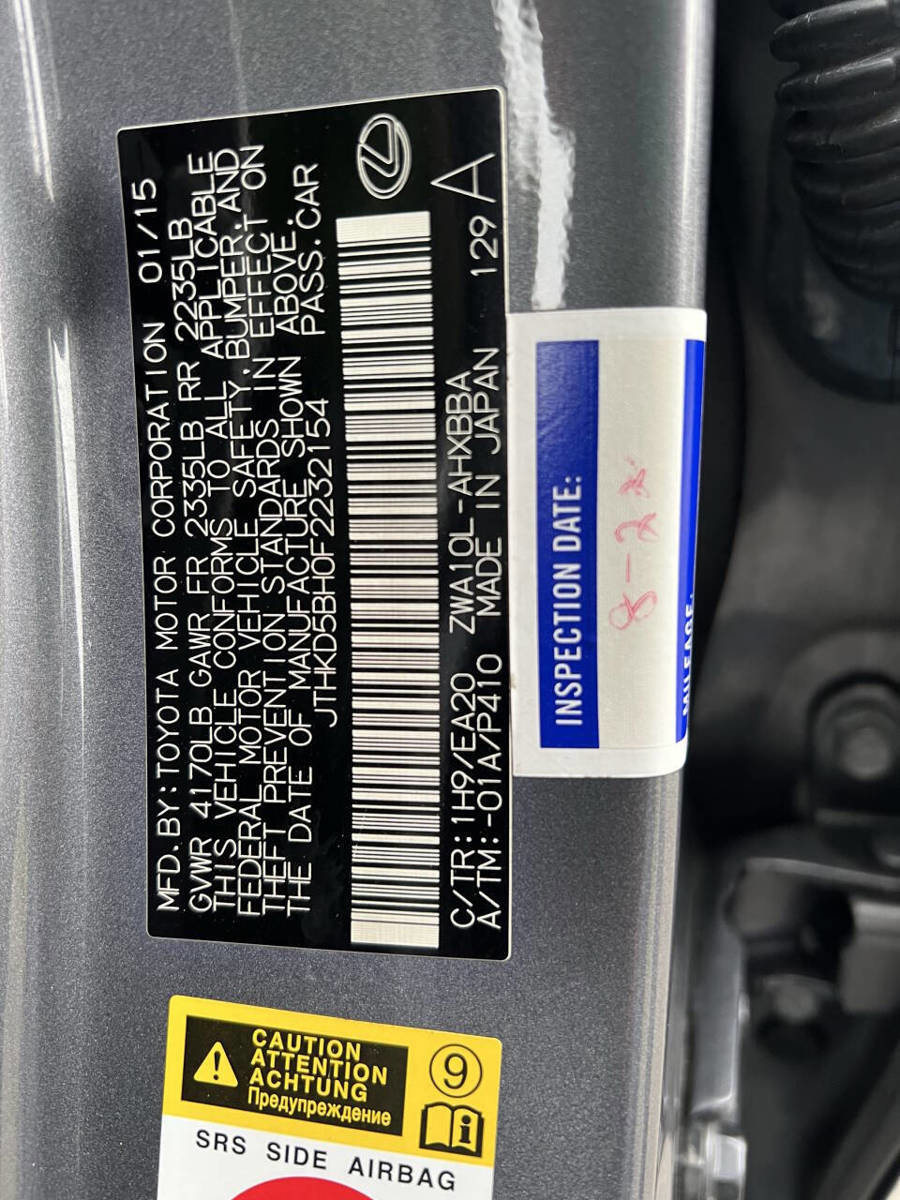 MFD.BY:TOYOTA MOTOR CORPORATION 01/15
GVWR 4170LB GAWR FR 2335LB RR 2235LB
THIS VEHICLE CONFORMS TO ALL APPLICABLE
FEDERAL MOTOR VEHICLE SAFETY, BUMPER, AND
THEFT PREVENTION STANDARDS IN EFFECT ON
THE DATE OF MANUFACTURE SHOWN ABOVE.
JTHKD5BH0F2232154 PASS.CAR
C/TR:1H9/EA20 ZWA10L-AHXBBA 129 A
A/TM:-01A/P410 MADE IN JAPAN
INSPECTION DATE:
MILEAGE:
CAUTION
ATTENTION
ACHTUNG
Предупреждение
9
SRS SIDE AIRBAG